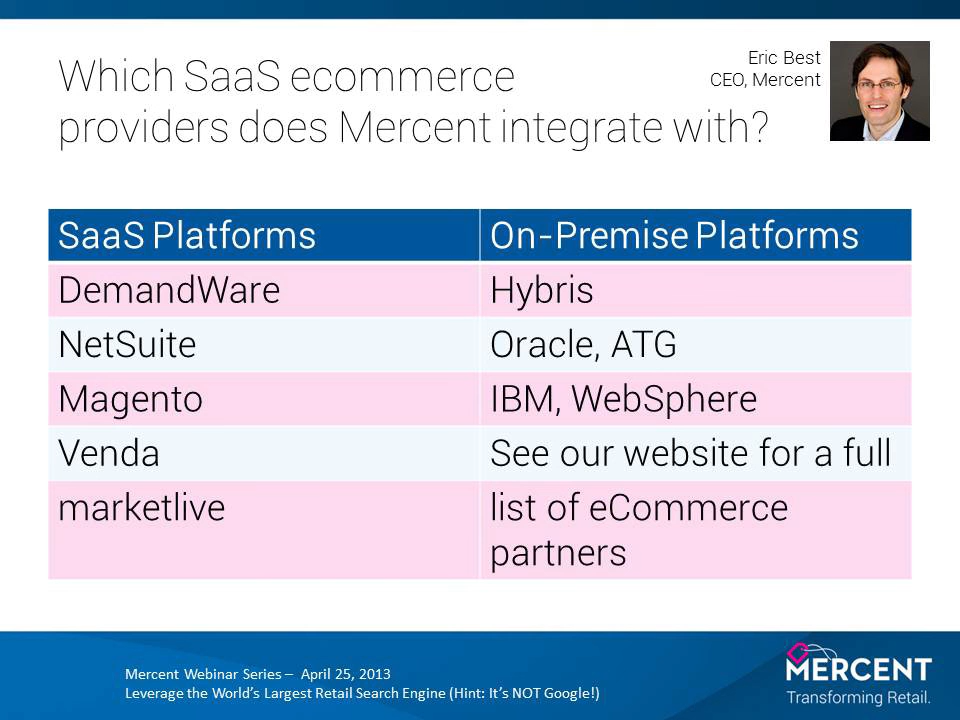 Which SaaS ecommerce
providers does Mercent integrate with?
Eric Best
CEO, Mercent
SaaS Platforms
On-Premise Platforms
DemandWare
Hybris
NetSuite
Oracle, ATG
Magento
IBM, WebSphere
Venda
See our website for a full
marketlive
list of eCommerce
partners
Mercent Webinar Series – April 25, 2013
Leverage the World's Largest Retail Search Engine (Hint: It's NOT Google!)
MERCENT
Transforming Retail.